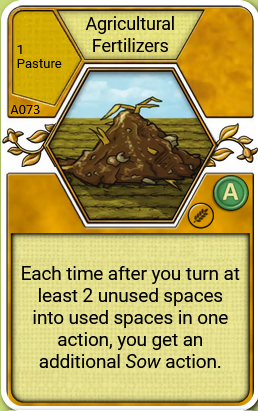 Agricultural
Fertilizers
1
Pasture
A073
A
Each time after you turn at
least 2 unused spaces
into used spaces in one
action, you get an
additional Sow action.